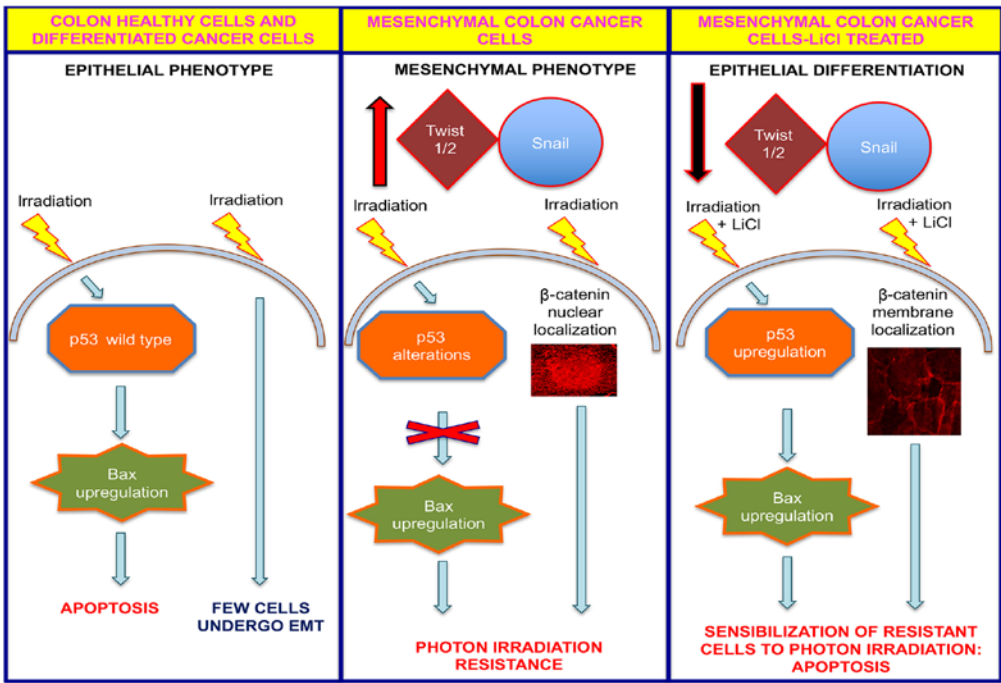 COLON HEALTHY CELLS AND
DIFFERENTIATED CANCER CELLS
EPITHELIAL PHENOTYPE
Irradiation
Irradiation
p53 wild type
Bax
upregulation
APOPTOSIS
FEW CELLS
UNDERGO EMT
MESENCHYMAL COLON CANCER
CELLS
MESENCHYMAL PHENOTYPE
Twist
1/2
Snail
Irradiation
Irradiation
p53
alterations
β-catenin
nuclear
localization
Bax
upregulation
PHOTON IRRADIATION
RESISTANCE
MESENCHYMAL COLON CANCER
CELLS-LiCl TREATED
EPITHELIAL DIFFERENTIATION
Twist
1/2
Snail
Irradiation
+ LiCl
Irradiation
+ LiCl
p53
upregulation
β-catenin
membrane
localization
Bax
upregulation
SENSIBILIZATION OF RESISTANT
CELLS TO PHOTON IRRADIATION:
APOPTOSIS